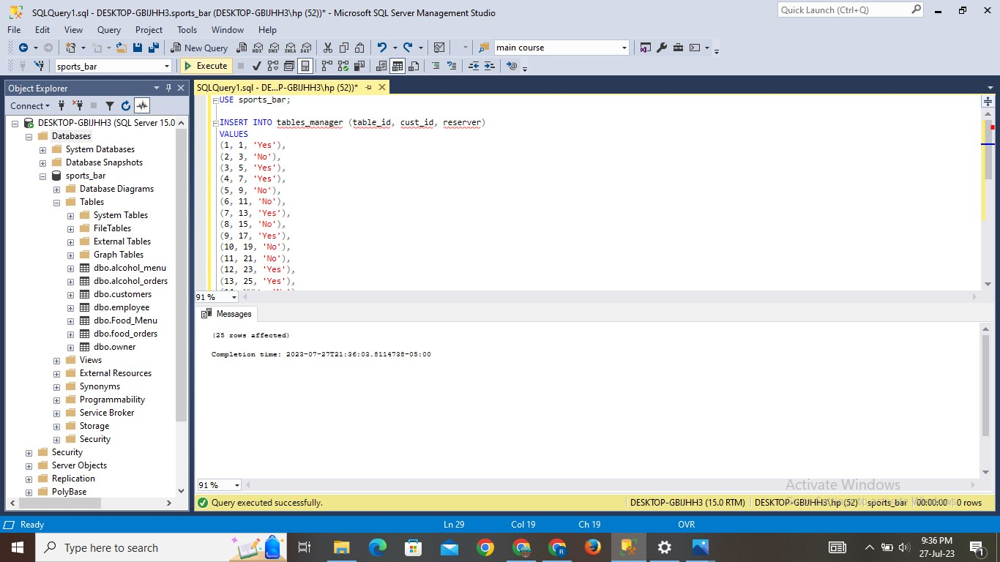 SQLQuery1.sql - DESKTOP-GBIJHH3.sports_bar (DESKTOP-GBIJHH3\hp (52))* - Microsoft SQL Server Management Studio
Quick Launch (Ctrl+Q)
File Edit View Query Project Tools Window Help
New Query
MDX DMX XMLA DAX
main course
sports_bar
Execute
Object Explorer
Connect
DESKTOP-GBIJHH3 (SQL Server 15.0
Databases
System Databases
Database Snapshots
sports_bar
Database Diagrams
Tables
System Tables
FileTables
External Tables
Graph Tables
dbo.alcohol_menu
dbo.alcohol_orders
dbo.customers
dbo.employee
dbo.Food_Menu
dbo.food_orders
dbo.owner
Views
External Resources
Synonyms
Programmability
Service Broker
Storage
Security
Security
Server Objects
Replication
PolyBase
SQLQuery1.sql - DE...P-GBIJHH3\hp (52))*
USE sports_bar;
INSERT INTO tables_manager (table_id, cust_id, reserver)
VALUES
(1, 1, 'Yes'),
(2, 3, 'No'),
(3, 5, 'Yes'),
(4, 7, 'Yes'),
(5, 9, 'No'),
(6, 11, 'No'),
(7, 13, 'Yes'),
(8, 15, 'No'),
(9, 17, 'Yes'),
(10, 19, 'No'),
(11, 21, 'No'),
(12, 23, 'Yes'),
(13, 25, 'Yes'),
91 %
Messages
(25 rows affected)
Completion time: 2023-07-27T21:36:03.8114738-05:00
91 %
Activate Windows
Query executed successfully.
DESKTOP-GBIJHH3 (15.0 RTM) DESKTOP-GBIJHH3\hp (52) sports_bar 00:00:00 0 rows
Ready
Ln 29 Col 19 Ch 19 OVR
Type here to search
9:36 PM
27-Jul-23
1